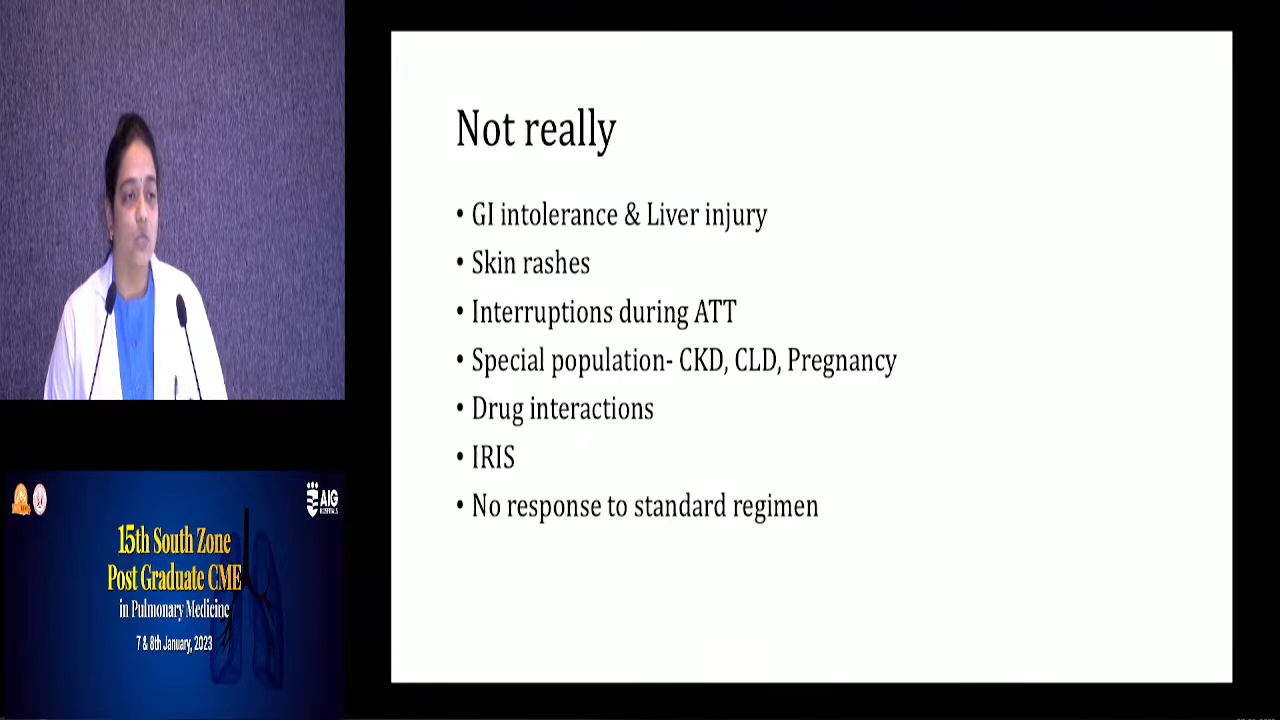 Not really
• GI intolerance & Liver injury
• Skin rashes
• Interruptions during ATT
• Special population- CKD, CLD, Pregnancy
• Drug interactions
• IRIS
• No response to standard regimen
AIG
HOSPITALS
15th South Zone
Post Graduate CME
in Pulmonary Medicine
7 & 8th January, 2023